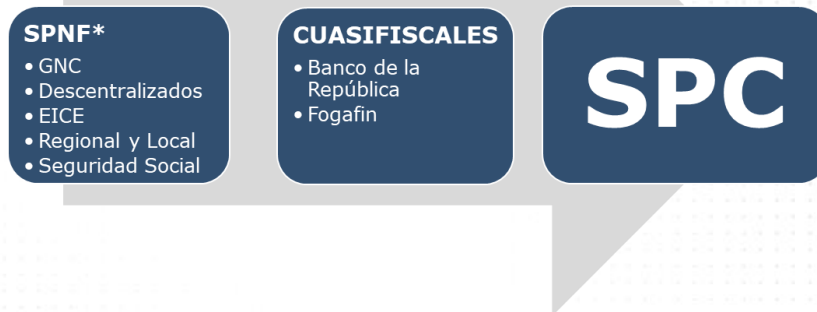 SPNF*
• GNC
• Descentralizados
• EICE
• Regional y Local
• Seguridad Social
CUASIFISCALES
• Banco de la
República
• Fogafin
SPC